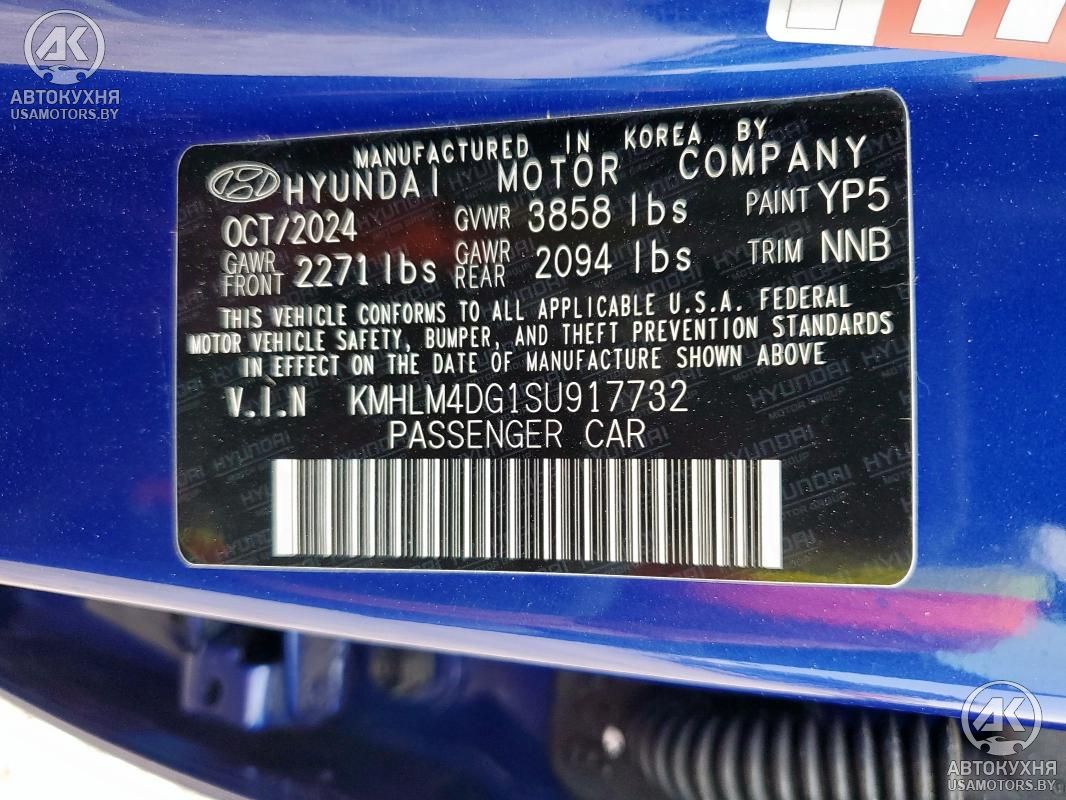 АК
АВТОКУХНЯ
USAMOTORS.BY
MANUFACTURED IN KOREA BY
HYUNDAI MOTOR COMPANY
OCT/2024 GVWR 3858 lbs PAINT YP5
GAWR FRONT 2271 lbs GAWR REAR 2094 lbs TRIM NNB
THIS VEHICLE CONFORMS TO ALL APPLICABLE U.S.A. FEDERAL
MOTOR VEHICLE SAFETY, BUMPER, AND THEFT PREVENTION STANDARDS
IN EFFECT ON THE DATE OF MANUFACTURE SHOWN ABOVE
V.I.N KMHLM4DG1SU917732
PASSENGER CAR
АК
АВТОКУХНЯ
USAMOTORS.BY